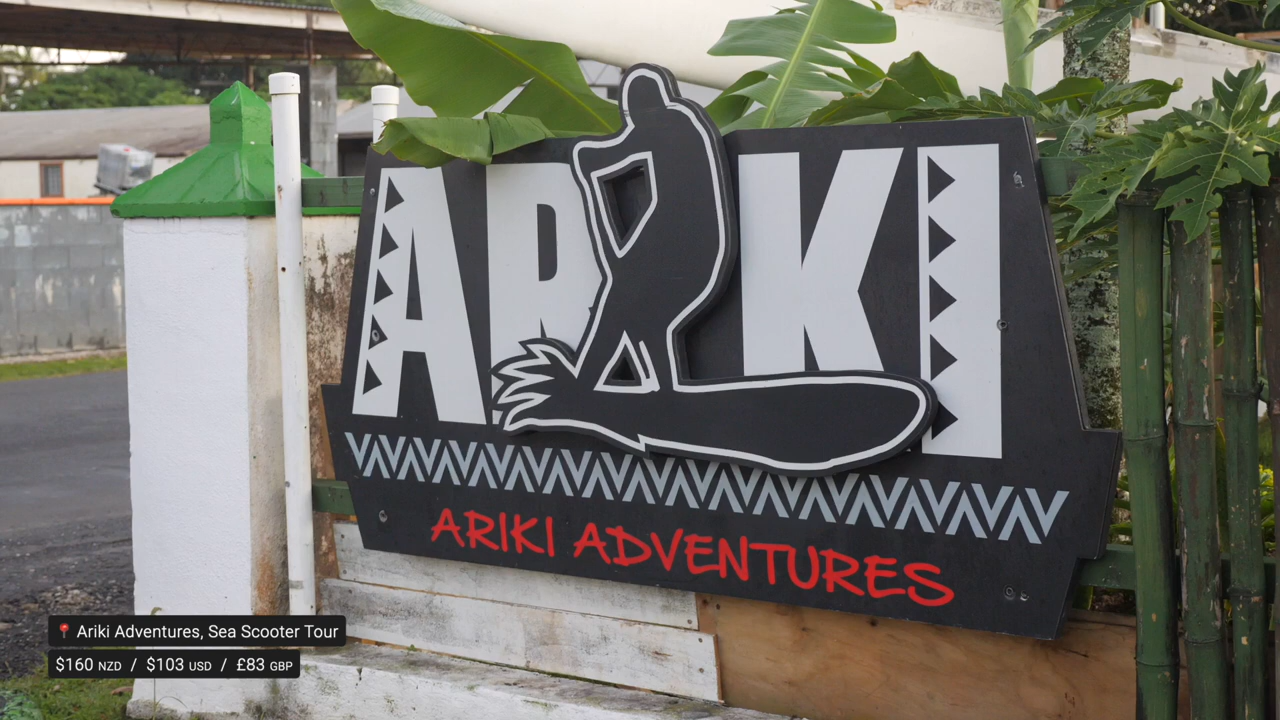 ARIKI
ARIKI ADVENTURES
Ariki Adventures, Sea Scooter Tour
$160 NZD / $103 USD / £83 GBP